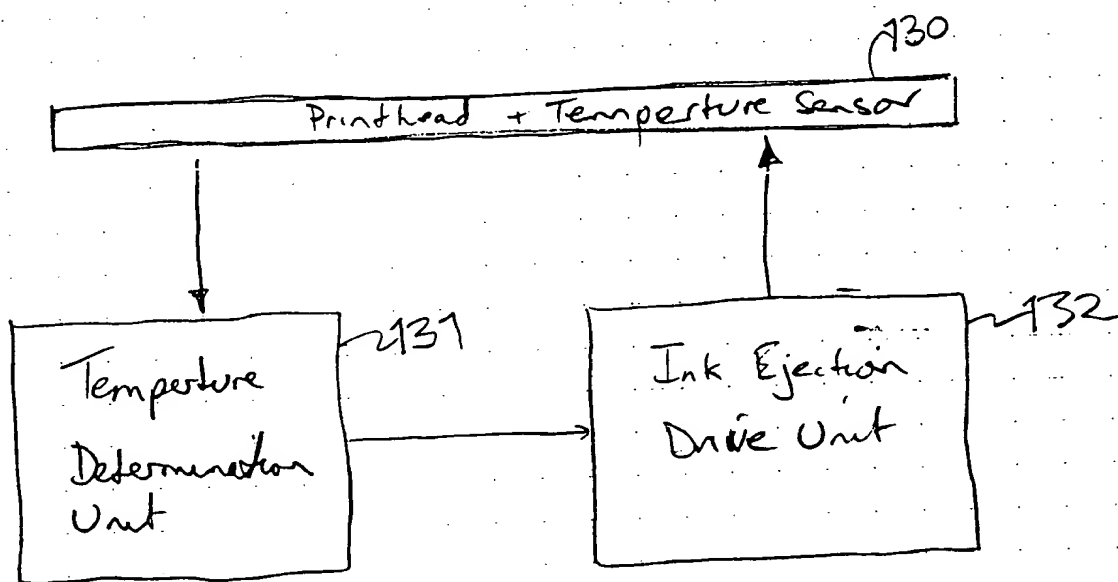 130
Printhead + Temperture Sensor
131
Temperture
Determination
Unit
132
Ink Ejection
Drive Unit